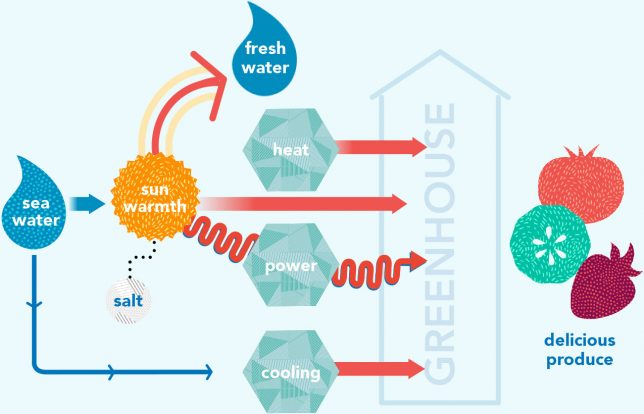 fresh
water
heat
sun
warmth
sea
water
power
salt
cooling
GREENHOUSE
delicious
produce